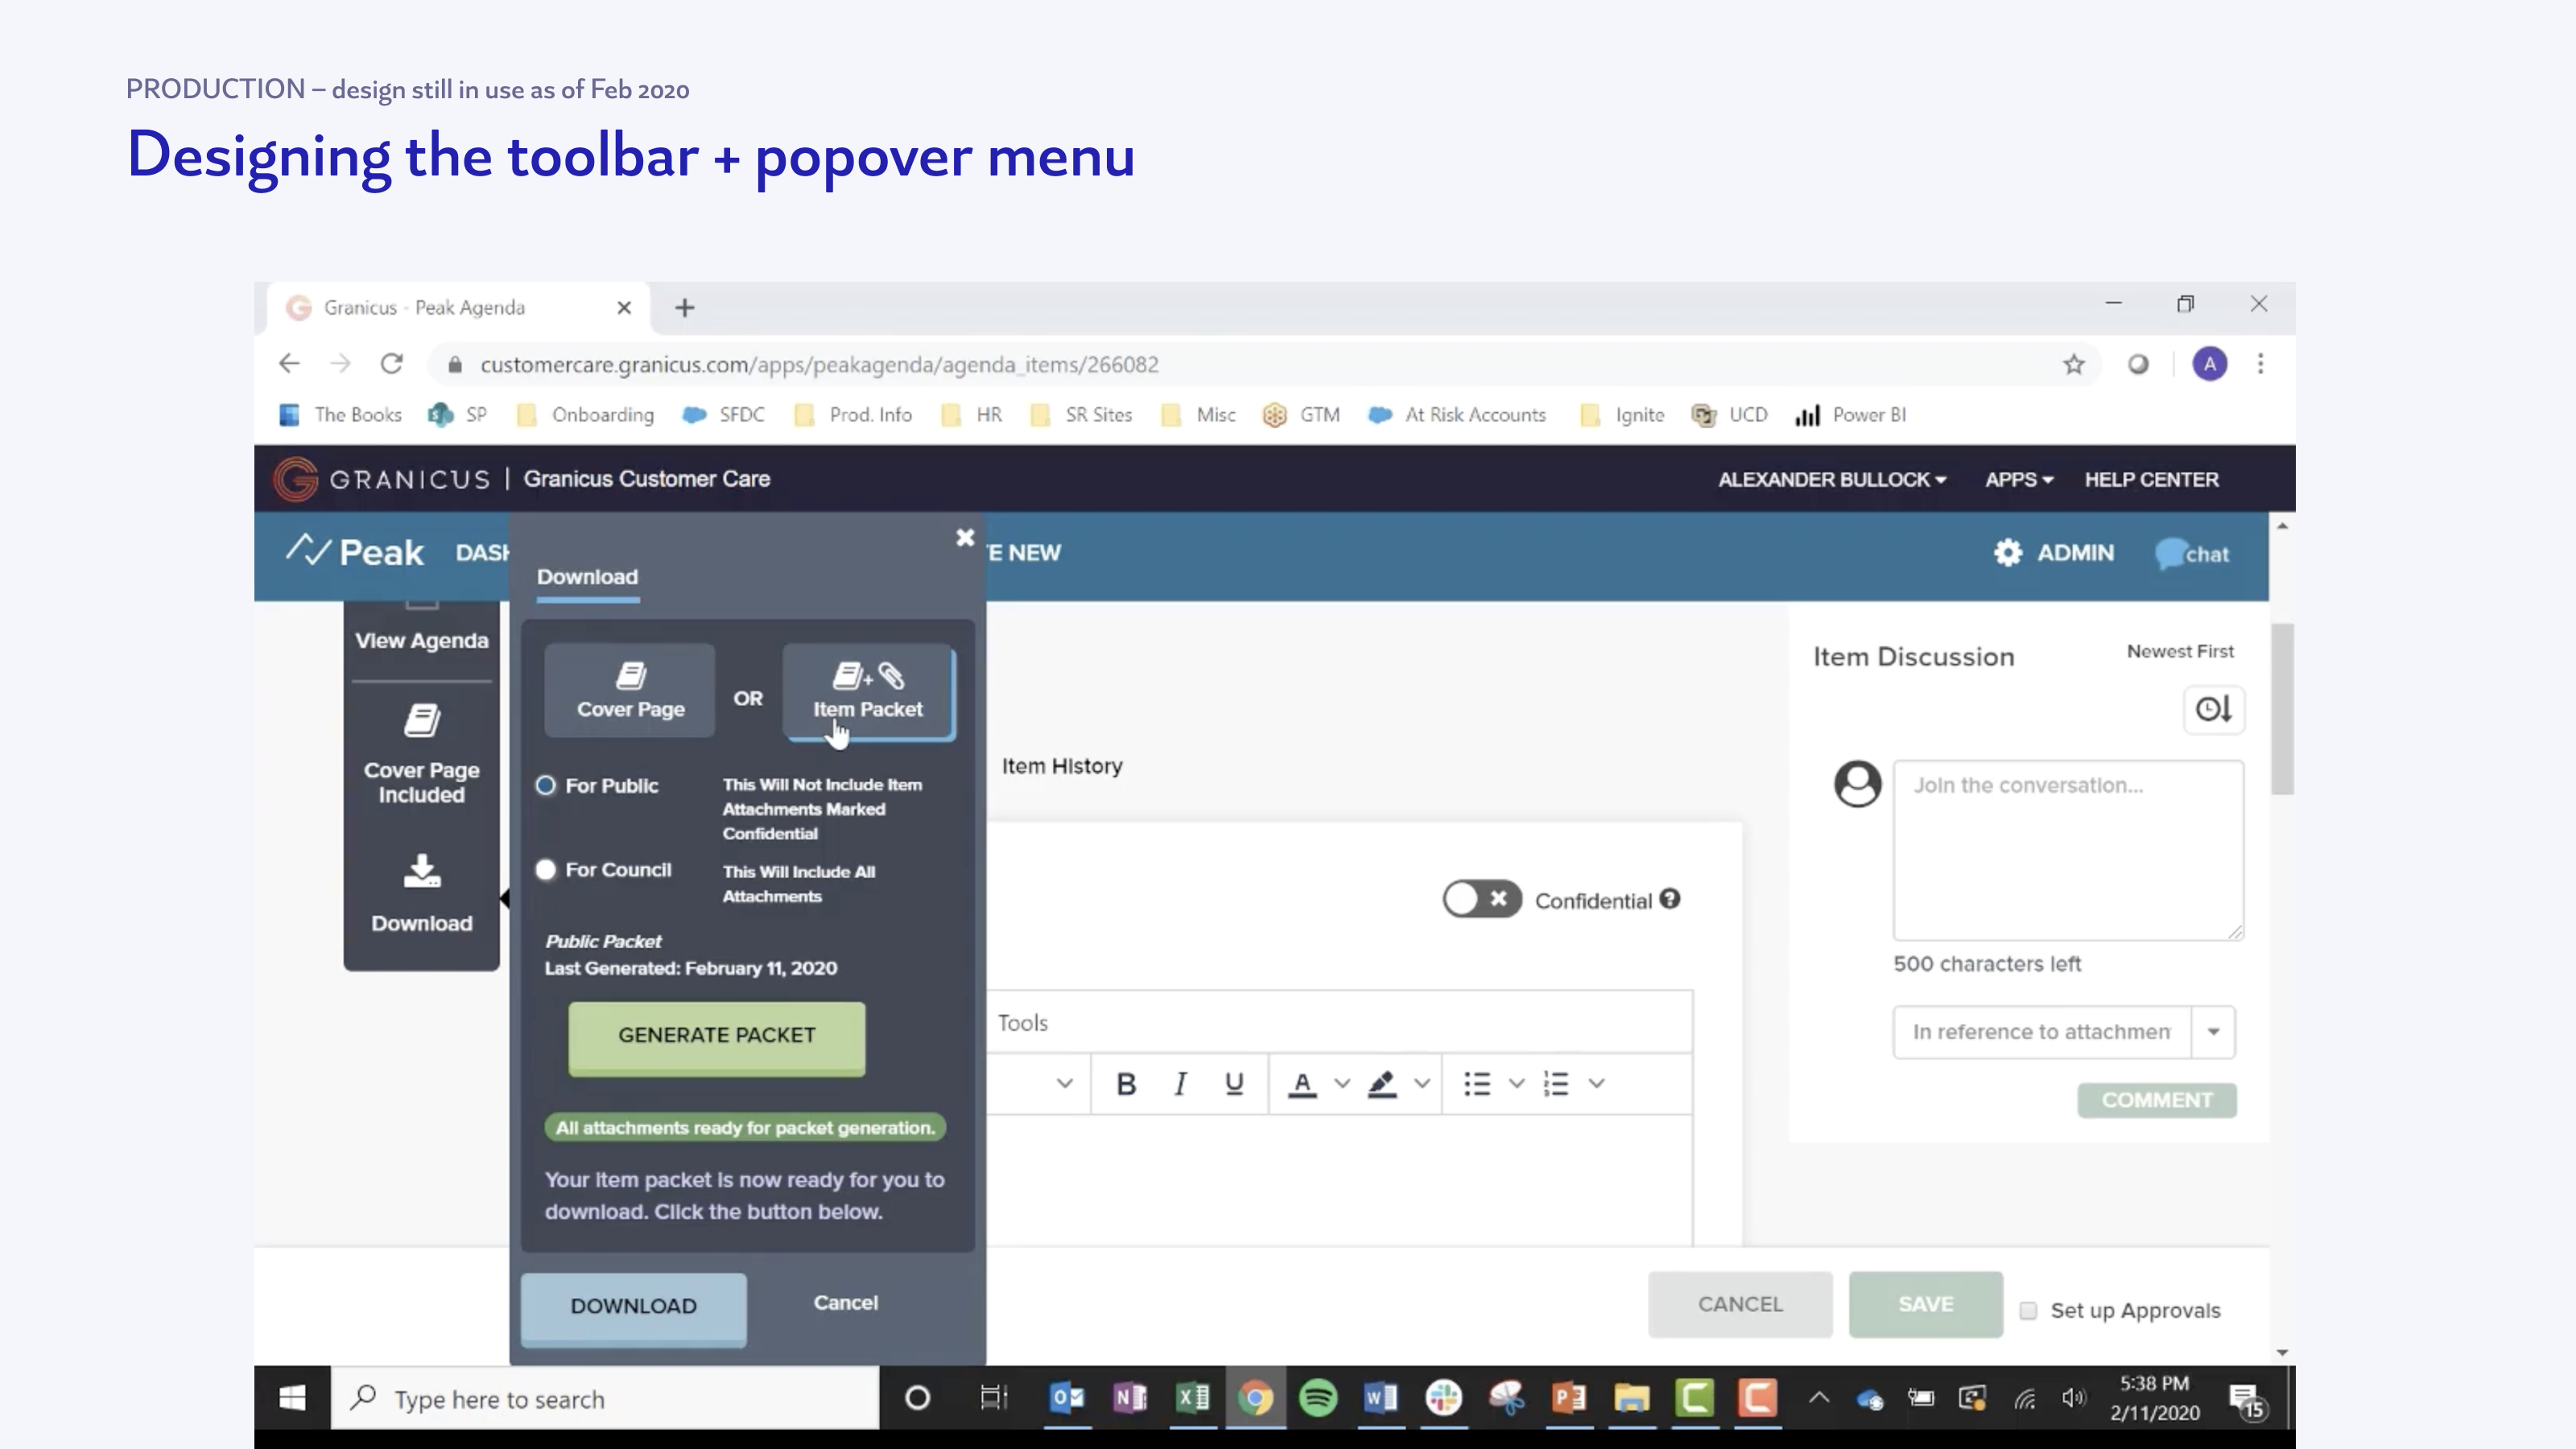 PRODUCTION – design still in use as of Feb 2020
Designing the toolbar + popover menu
Granicus - Peak Agenda
customercare.granicus.com/apps/peakagenda/agenda_items/266082
A
The Books
SP
Onboarding
SFDC
Prod. Info
HR
SR Sites
Misc
GTM
At Risk Accounts
Ignite
UCD
Power BI
GRANICUS | Granicus Customer Care
ALEXANDER BULLOCK
APPS
HELP CENTER
Peak
DASH
TE NEW
ADMIN
chat
Download
View Agenda
Cover Page
Included
Download
Cover Page
OR
Item Packet
For Public
This Will Not Include Item
Attachments Marked
Confidential
For Council
This Will Include All
Attachments
Public Packet
Last Generated: February 11, 2020
GENERATE PACKET
All attachments ready for packet generation.
Your item packet is now ready for you to
download. Click the button below.
DOWNLOAD
Cancel
Item History
Confidential
Tools
B I U A
Item Discussion
Newest First
Join the conversation...
500 characters left
In reference to attachmen
COMMENT
CANCEL
SAVE
Set up Approvals
Type here to search
5:38 PM
2/11/2020
15